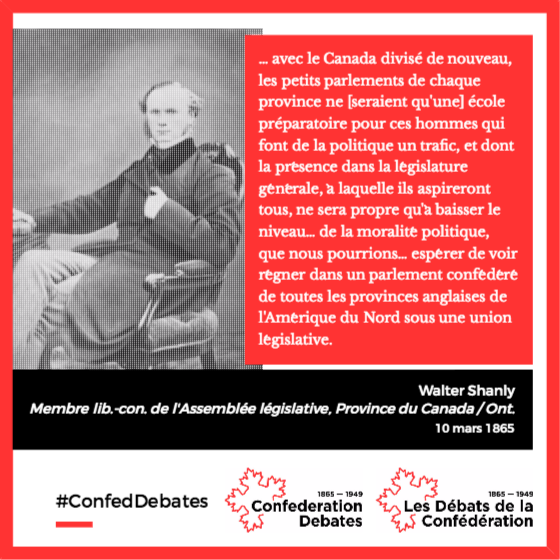 ... avec le Canada divisé de nouveau,
les petits parlements de chaque
province ne [seraient qu'une] école
préparatoire pour ces hommes qui
font de la politique un trafic, et dont
la présence dans la législature
générale, à laquelle ils aspireront
tous, ne sera propre qu'à baisser le
niveau... de la moralité politique,
que nous pourrions... espérer de voir
régner dans un parlement confédéré
de toutes les provinces anglaises de
l'Amérique du Nord sous une union
législative.
Walter Shanly
Membre lib.-con. de l'Assemblée législative, Province du Canada / Ont.
10 mars 1865
#ConfedDebates
1865 — 1949
Confederation
Debates
1865 — 1949
Les Débats de la
Confédération